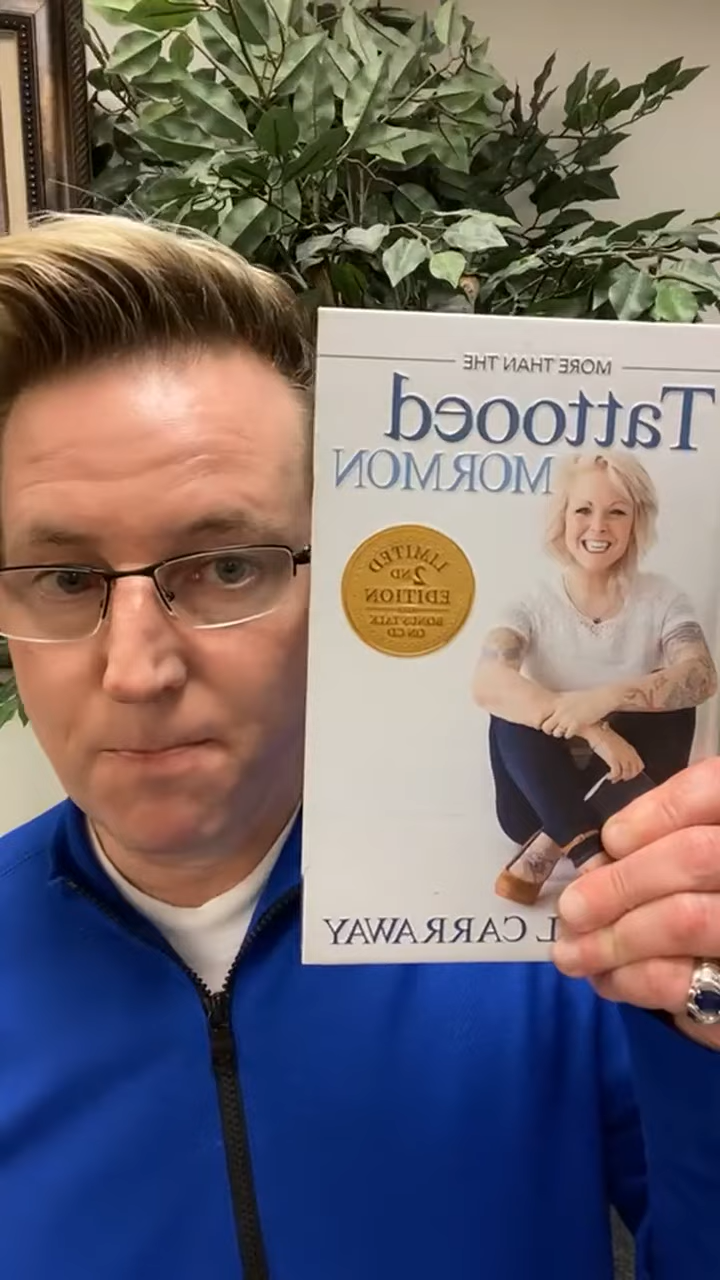 MORE THAN THE
Tattooed
MORMON
LIMITED
2ND
EDITION
BONUS TALK
ON CD
L CARRAWAY